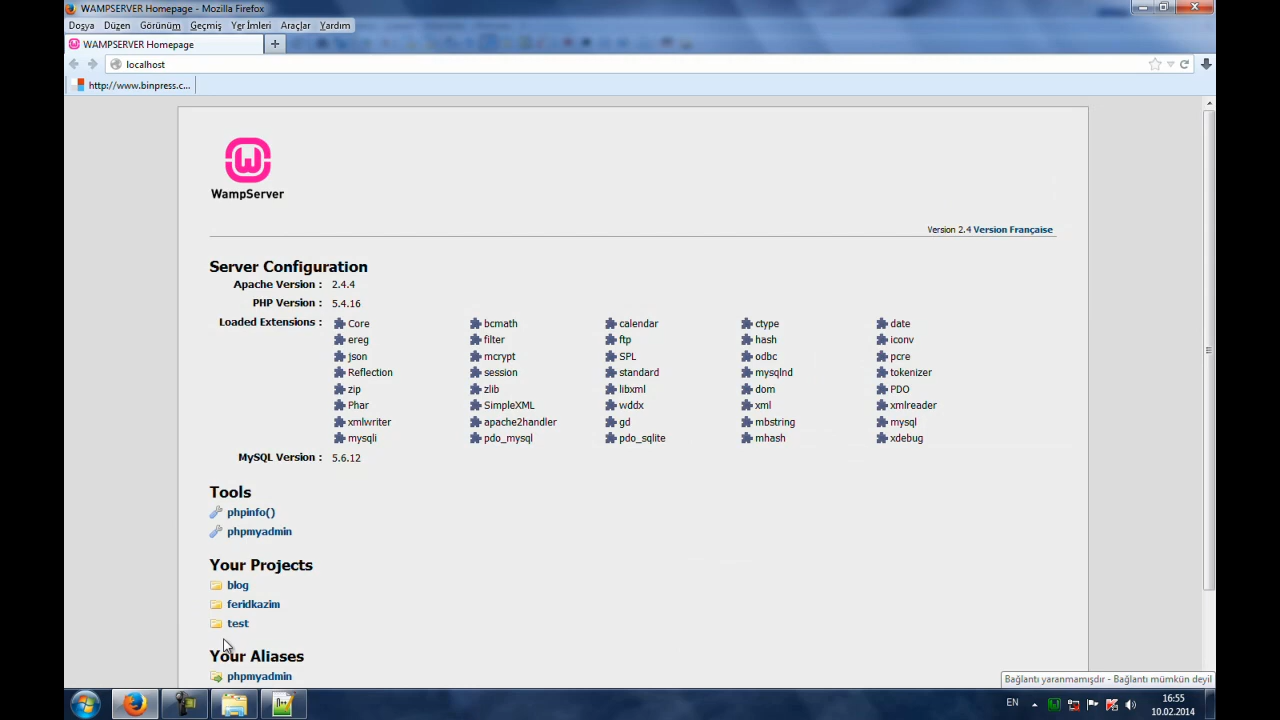 WAMPSERVER Homepage - Mozilla Firefox
Dosya Düzen Görünüm Geçmiş Yer İmleri Araçlar Yardım
WAMPSERVER Homepage
localhost
http://www.binpress.c...
WampServer
Version 2.4 Version Française
Server Configuration
Apache Version : 2.4.4
PHP Version : 5.4.16
Loaded Extensions : Core bcmath calendar ctype date
ereg filter ftp hash iconv
json mcrypt SPL odbc pcre
Reflection session standard mysqlnd tokenizer
zip zlib libxml dom PDO
Phar SimpleXML wddx xml xmlreader
xmlwriter apache2handler gd mbstring mysql
mysqli pdo_mysql pdo_sqlite mhash xdebug
MySQL Version : 5.6.12
Tools
phpinfo()
phpmyadmin
Your Projects
blog
feridkazim
test
Your Aliases
phpmyadmin
Bağlantı yaranmamışdır - Bağlantı mümkün deyil
EN
16:55
10.02.2014